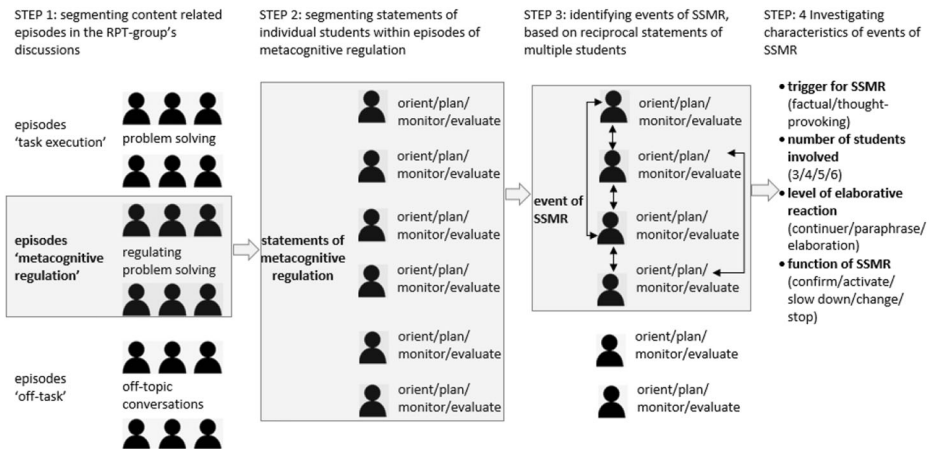 STEP 1: segmenting content related
episodes in the RPT-group's
discussions
episodes
'task execution'
problem solving
episodes
'metacognitive
regulation'
regulating
problem solving
episodes
'off-task'
off-topic
conversations
STEP 2: segmenting statements of
individual students within episodes of
metacognitive regulation
statements of
metacognitive
regulation
orient/plan/
monitor/evaluate
orient/plan/
monitor/evaluate
orient/plan/
monitor/evaluate
orient/plan/
monitor/evaluate
orient/plan/
monitor/evaluate
orient/plan/
monitor/evaluate
STEP 3: identifying events of SSMR,
based on reciprocal statements of
multiple students
event of
SSMR
orient/plan/
monitor/evaluate
orient/plan/
monitor/evaluate
orient/plan/
monitor/evaluate
orient/plan/
monitor/evaluate
orient/plan/
monitor/evaluate
orient/plan/
monitor/evaluate
STEP: 4 Investigating
characteristics of events of
SSMR
• trigger for SSMR
(factual/thought-
provoking)
• number of students
involved
(3/4/5/6)
• level of elaborative
reaction
(continuer/paraphrase/
elaboration)
• function of SSMR
(confirm/activate/
slow down/change/
stop)